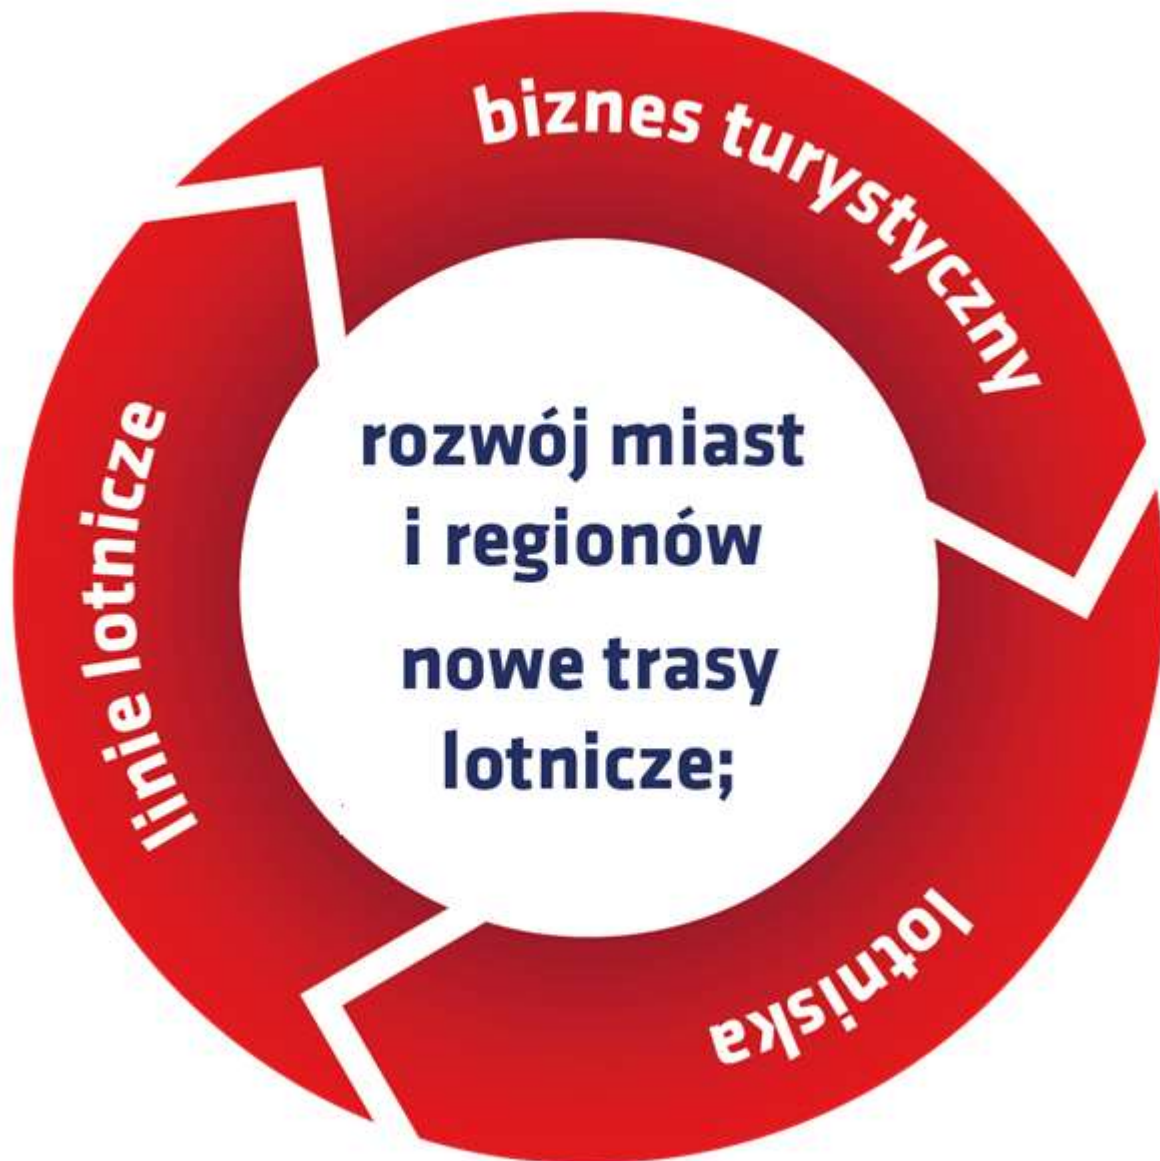 biznes turystyczny
linie lotnicze
rozwój miast
i regionów
nowe trasy
lotnicze;
lotniska